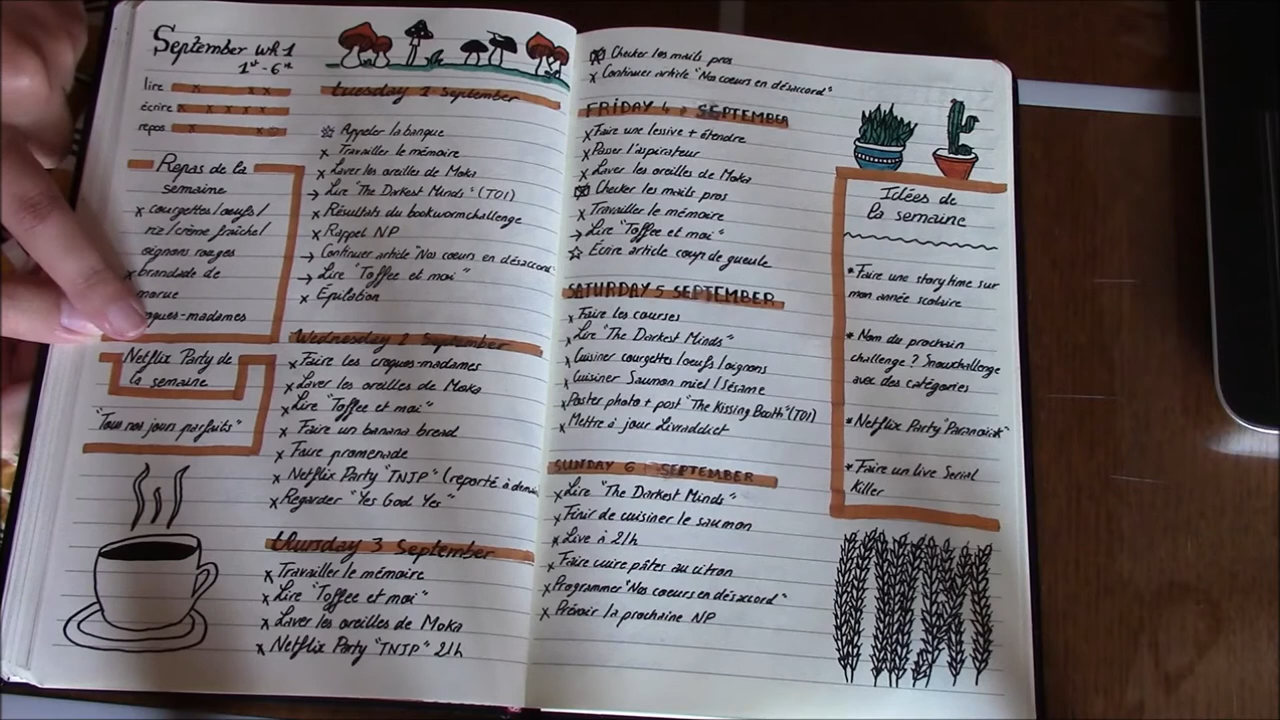 September WK 1
1st - 6th
lire
écrire
repos
Repas de la
semaine
x courgettes/oeufs/
riz/crème fraîche/
oignons rouges
x brandade de
morue
ques-madames
Netflix Party de
la semaine
"Tous nos jours parfaits"
Tuesday 1 September
☆ Appeler la banque
x Travailler le mémoire
x Laver les oreilles de Moka
→ Lire "The Darkest Minds" (TO1)
x Résultats du bookwormchallenge
x Rappel NP
→ Continuer article "Nos coeurs en désaccord"
→ Lire "Toffee et moi"
x Épilation
Wednesday 2 September
x Faire les croques-madames
x Laver les oreilles de Moka
x Lire "Toffee et moi"
x Faire un banana bread
x Faire promenade
x Netflix Party "TNJP" (reporté à demain
x Regarder "Yes God Yes"
Thursday 3 September
x Travailler le mémoire
x Lire "Toffee et moi"
x Laver les oreilles de Moka
x Netflix Party "TNJP" 21h
Checker les mails pros
x Continuer article "Nos coeurs en désaccord"
FRIDAY 4 SEPTEMBER
x Faire une lessive + étendre
x Passer l'aspirateur
x Laver les oreilles de Moka
Checker les mails pros
x Travailler le mémoire
→ Lire "Toffee et moi"
☆ Écrire article coup de gueule
SATURDAY 5 SEPTEMBER
x Faire les courses
x Lire "The Darkest Minds"
x Cuisiner courgettes/oeufs/oignons
x Cuisiner Saumon miel/Sésame
x Poster photo + post "The Kissing Booth" (TO1)
x Mettre à jour Livraddict
SUNDAY 6 SEPTEMBER
x Lire "The Darkest Minds"
x Finir de cuisiner le saumon
x Live à 21h
x Faire cuire pâtes au citron
x Programmer "Nos coeurs en désaccord"
x Prévoir la prochaine NP
Idées de
la semaine
* Faire une storytime sur
mon année scolaire
* Nom du prochain
challenge ? Snowchallenge
avec des catégories
* Netflix Party "Paranoiak"
* Faire un live Serial
Killer